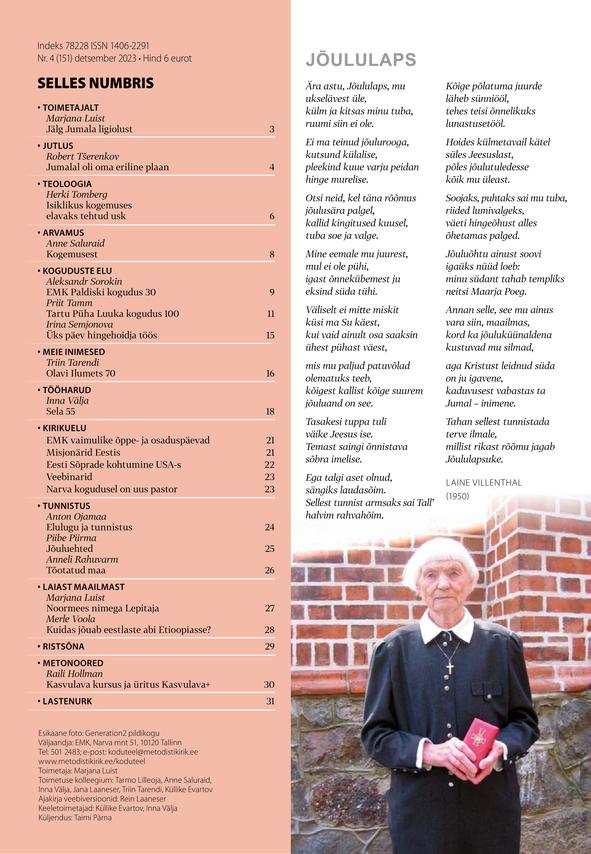 Indeks 78228 ISSN 1406-2291
Nr. 4 (151) detsember 2023 • Hind 6 eurot
SELLES NUMBRIS
• TOIMETAJALT
Marjana Luist
Jälg Jumala ligiolust 3
• JUTLUS
Robert Tšerenkov
Jumalal oli oma eriline plaan 4
• TEOLOOGIA
Herki Tomberg
Isiklikus kogemuses
elavaks tehtud usk 6
• ARVAMUS
Anne Saluraid
Kogemusest 8
• KOGUDUSTE ELU
Aleksandr Sorokin
EMK Paldiski kogudus 30 9
Priit Tamm
Tartu Püha Luuka kogudus 100 11
Irina Semjonova
Üks päev hingehoidja töös 15
• MEIE INIMESED
Triin Tarendi
Olavi Ilumets 70 16
• TÖÖHARUD
Inna Välja
Sela 55 18
• KIRIKUELU
EMK vaimulike õppe- ja osaduspäevad 21
Misjonärid Eestis 21
Eesti Sõprade kohtumine USA-s 22
Veebinarid 23
Narva kogudusel on uus pastor 23
• TUNNISTUS
Anton Ojamaa
Elulugu ja tunnistus 24
Piibe Piirma
Jõuluehted 25
Anneli Rahuvarm
Tõotatud maa 26
• LAIAST MAAILMAST
Marjana Luist
Noormees nimega Lepitaja 27
Merle Voola
Kuidas jõuab eestlaste abi Etioopiasse? 28
• RISTSÕNA 29
• METONOORED
Raili Hollman
Kasvulava kursus ja üritus Kasvulava+ 30
• LASTENURK 31
Esikaane foto: Generation2 pildikogu
Väljaandja: EMK, Narva mnt 51, 10120 Tallinn
Tel: 501 2483; e-post: koduteel@metodistikirik.ee
www.metodistikirik.ee/koduteel
Toimetaja: Marjana Luist
Toimetuse kolleegium: Tarmo Lilleoja, Anne Saluraid,
Inna Välja, Jana Laaneser, Triin Tarendi, Küllike Evartov
Ajakirja veebiversioonid: Rein Laaneser
Keeletoimetajad: Küllike Evartov, Inna Välja
Küljendus: Taimi Pärna
JÕULULAPS
Ära astu, Jõululaps, mu
ukselävest üle,
külm ja kitsas minu tuba,
ruumi siin ei ole.
Ei ma teinud jõulurooga,
kutsund külalise,
pleekind kuue varju peidan
hinge murelise.
Otsi neid, kel täna rõõmus
jõulusära palgel,
kallid kingitused kuusel,
tuba soe ja valge.
Mine eemale mu juurest,
mul ei ole pühi,
igast õnnekübemest ju
eksind süda tühi.
Väliselt ei mitte miskit
küsi ma Su käest,
kui vaid ainult osa saaksin
ühest pühast väest,
mis mu paljud patuvõlad
olematuks teeb,
kõigest kallist kõige suurem
jõuluand on see.
Tasakesi tuppa tuli
väike Jeesus ise.
Temast saingi õnnistava
sõbra imelise.
Ega talgi aset olnud,
sängiks laudasõim.
Sellest tunnist armsaks sai Tall'
halvim rahvahõim.
Kõige põlatuma juurde
läheb sünniööl,
tehes teisi õnnelikuks
lunastusetööl.
Hoides külmetavail kätel
süles Jeesuslast,
põles jõulutuledesse
kõik mu üleast.
Soojaks, puhtaks sai mu tuba,
riided lumivalgeks,
väeti hingeõhust alles
õhetamas palged.
Jõuluõhtu ainust soovi
igaüks nüüd loeb:
minu südant tahab templiks
neitsi Maarja Poeg.
Annan selle, see mu ainus
vara siin, maailmas,
kord ka jõuluküünaldena
kustuvad mu silmad,
aga Kristust leidnud süda
on ju igavene,
kaduvusest vabastas ta
Jumal – inimene.
Tahan sellest tunnistada
terve ilmale,
millist rikast rõõmu jagab
Jõululapsuke.
LAINE VILLENTHAL
(1950)